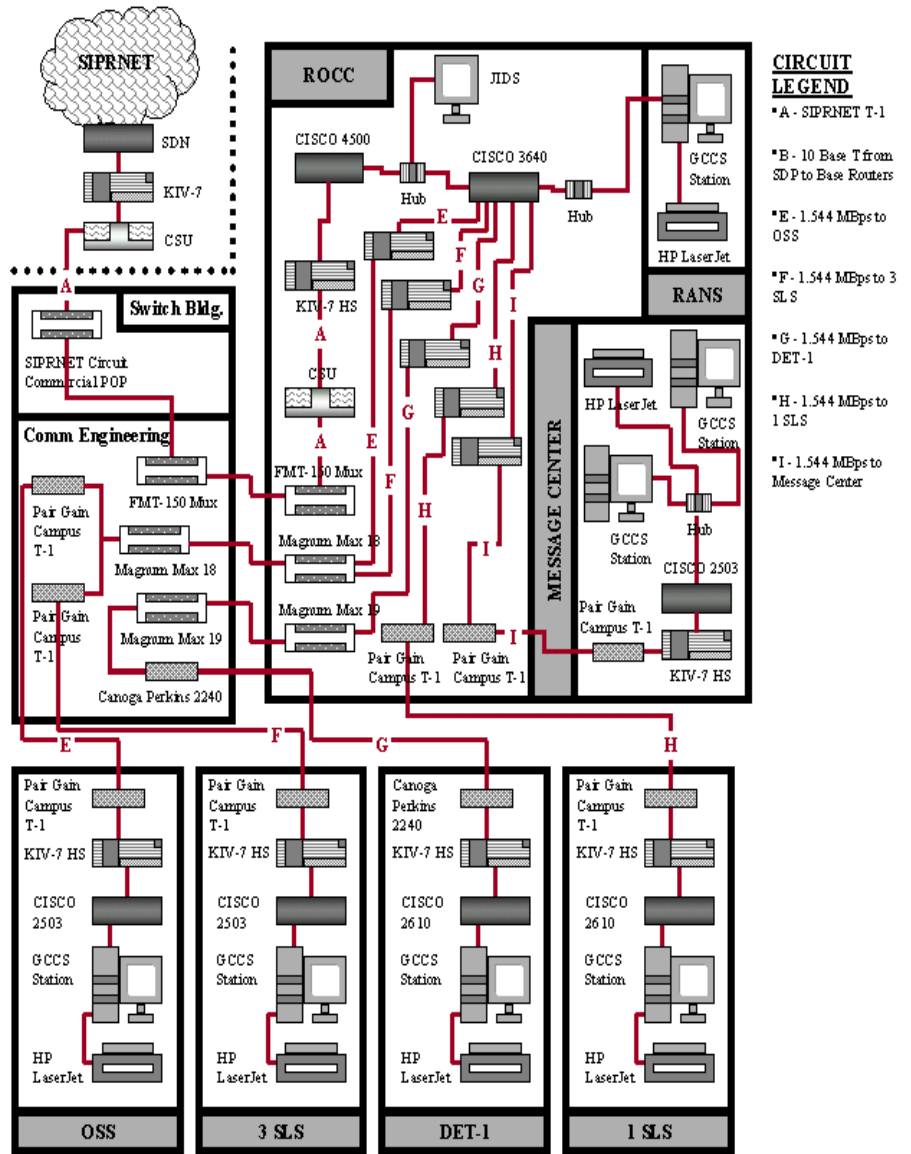 SIPRNET
SDN
KIV-7
CSU
A
ROCC
JIDS
CISCO 4500
CISCO 3640
Hub
Hub
GCCS
Station
HP LaserJet
RANS
E
F
G
I
H
KIV-7 HS
A
CSU
A
E
F
G
H
I
Switch Bldg.
SIPRNET Circuit
Commercial POP
Comm Engineering
FMT-150 Mux
FMT-150 Mux
Pair Gain
Campus
T-1
Magnum Max 18
Magnum Max 18
Pair Gain
Campus
T-1
Magnum Max 19
Magnum Max 19
Canoga Perkins 2240
Pair Gain
Campus T-1
Pair Gain
Campus T-1
I
MESSAGE CENTER
HP LaserJet
GCCS
Station
GCCS
Station
Hub
CISCO 2503
Pair Gain
Campus T-1
KIV-7 HS
CIRCUIT
LEGEND
"A - SIPRNET T-1
"B - 10 Base T from
SDP to Base Routers
"E - 1.544 MBps to
OSS
"F - 1.544 MBps to 3
SLS
"G - 1.544 MBps to
DET-1
"H - 1.544 MBps to
1 SLS
"I - 1.544 MBps to
Message Center
E
F
G
H
Pair Gain
Campus
T-1
KIV-7 HS
CISCO
2503
GCCS
Station
HP
LaserJet
OSS
Pair Gain
Campus
T-1
KIV-7 HS
CISCO
2503
GCCS
Station
HP
LaserJet
3 SLS
Canoga
Perkins
2240
KIV-7 HS
CISCO
2610
GCCS
Station
HP
LaserJet
DET-1
Pair Gain
Campus
T-1
KIV-7 HS
CISCO
2610
GCCS
Station
HP
LaserJet
1 SLS